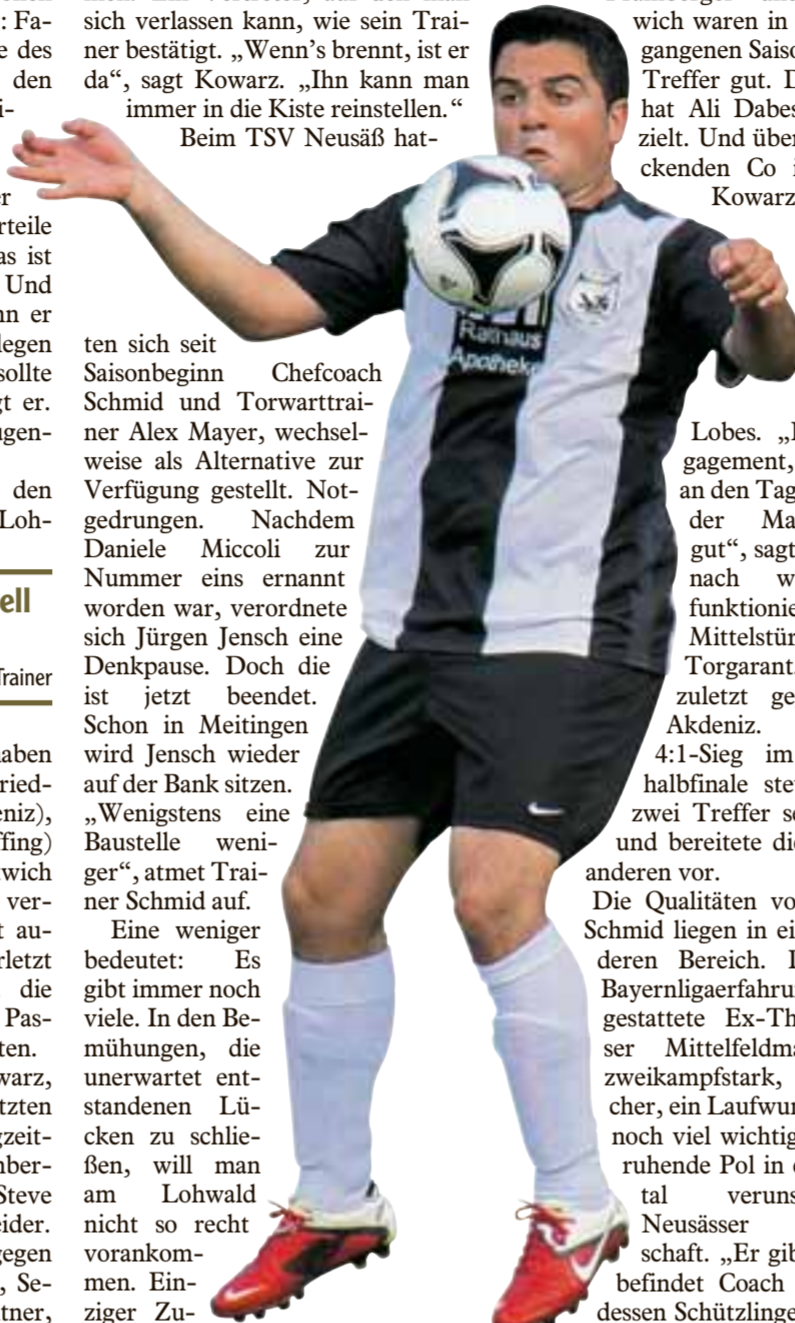 : Fa-
e des
den
i-
er
rteile
as ist
Und
nn er
legen
sollte
gt er.
ugen-
den
Loh-
ell
Trainer
aben
ried-
eniz),
ffing)
wich
ver-
t au-
rletzt
die
Pas-
ten.
warz,
tzten
gzeit-
nber-
Steve
eider.
gegen
, Se-
tner,
sich verlassen kann, wie sein Trai-
ner bestätigt. „Wenn’s brennt, ist er
da“, sagt Kowarz. „Ihn kann man
immer in die Kiste reinstellen.“
Beim TSV Neusäß hat-
ten sich seit
Saisonbeginn Chefcoach
Schmid und Torwarttrai-
ner Alex Mayer, wechsel-
weise als Alternative zur
Verfügung gestellt. Not-
gedrungen. Nachdem
Daniele Miccoli zur
Nummer eins ernannt
worden war, verordnete
sich Jürgen Jensch eine
Denkpause. Doch die
ist jetzt beendet.
Schon in Meitingen
wird Jensch wieder
auf der Bank sitzen.
„Wenigstens eine
Baustelle weni-
ger“, atmet Trai-
ner Schmid auf.
Eine weniger
bedeutet: Es
gibt immer noch
viele. In den Be-
mühungen, die
unerwartet ent-
standenen Lü-
cken zu schlie-
ßen, will man
am Lohwald
nicht so recht
vorankom-
men. Ein-
ziger Zu-
Rathaus
Apotheke
wich waren in
gangenen Saiso
Treffer gut. D
hat Ali Dabes
zielt. Und über
ckenden Co i
Kowarz
Lobes. „
gagement,
an den Tag
der Ma
gut“, sagt
nach w
funktionie
Mittelstür
Torgarant.
zuletzt ge
Akdeniz.
4:1-Sieg im
halbfinale ste
zwei Treffer se
und bereitete die
anderen vor.
Die Qualitäten vo
Schmid liegen in ei
deren Bereich. D
Bayernligaerfahru
gestattete Ex-Th
ser Mittelfeldma
zweikampfstark,
cher, ein Laufwur
noch viel wichtig
ruhende Pol in
tal veruns
Neusässer
schaft. „Er gib
befindet Coach
dessen Schützlinge